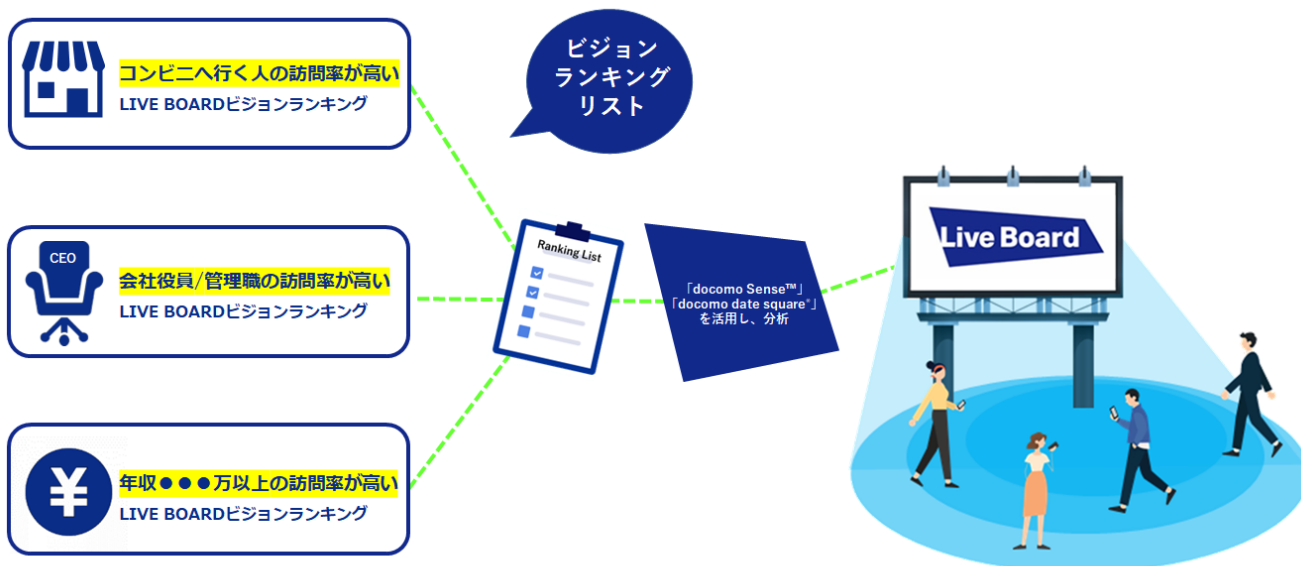 コンビニへ行く人の訪問率が高い
LIVE BOARDビジョンランキング
CEO
会社役員/管理職の訪問率が高い
LIVE BOARDビジョンランキング
¥
年収●●●万以上の訪問率が高い
LIVE BOARDビジョンランキング
ビジョン
ランキング
リスト
Ranking List
「docomo Sense™」
「docomo date square®」
を活用し、分析
Live Board